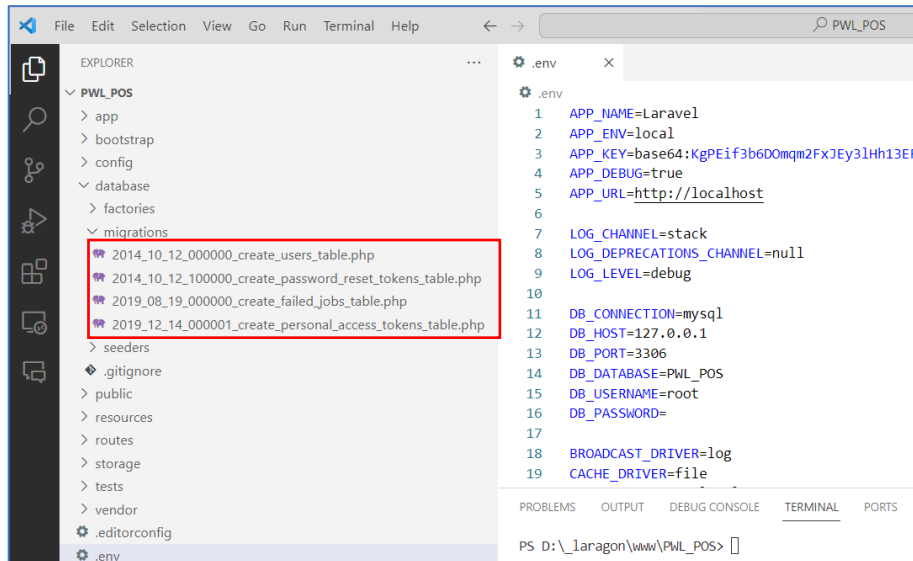 File Edit Selection View Go Run Terminal Help
PWL_POS
EXPLORER
PWL_POS
app
bootstrap
config
database
factories
migrations
2014_10_12_000000_create_users_table.php
2014_10_12_100000_create_password_reset_tokens_table.php
2019_08_19_000000_create_failed_jobs_table.php
2019_12_14_000001_create_personal_access_tokens_table.php
seeders
.gitignore
public
resources
routes
storage
tests
vendor
.editorconfig
.env
.env
.env
1 APP_NAME=Laravel
2 APP_ENV=local
3 APP_KEY=base64:KgPEif3b6DOmqm2FxJEy3lHh13EF
4 APP_DEBUG=true
5 APP_URL=http://localhost
6
7 LOG_CHANNEL=stack
8 LOG_DEPRECATIONS_CHANNEL=null
9 LOG_LEVEL=debug
10
11 DB_CONNECTION=mysql
12 DB_HOST=127.0.0.1
13 DB_PORT=3306
14 DB_DATABASE=PWL_POS
15 DB_USERNAME=root
16 DB_PASSWORD=
17
18 BROADCAST_DRIVER=log
19 CACHE_DRIVER=file
PROBLEMS OUTPUT DEBUG CONSOLE TERMINAL PORTS
PS D:\_laragon\www\PWL_POS>